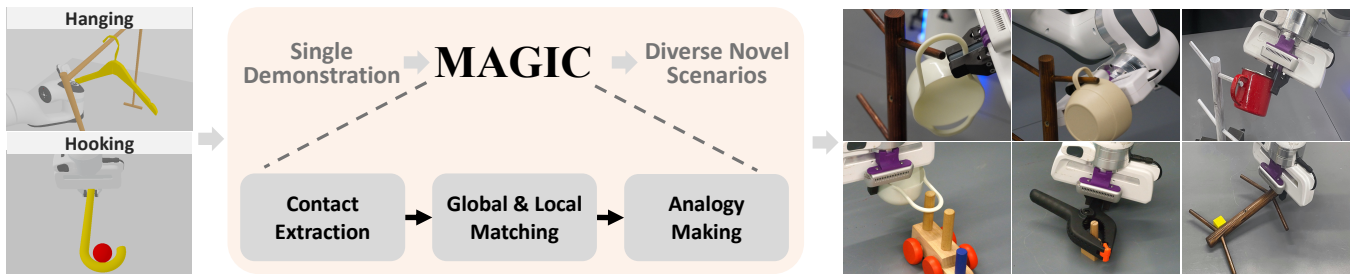 Hanging
Hooking
Single
Demonstration
MAGIC
Diverse Novel
Scenarios
Contact
Extraction
Global & Local
Matching
Analogy
Making